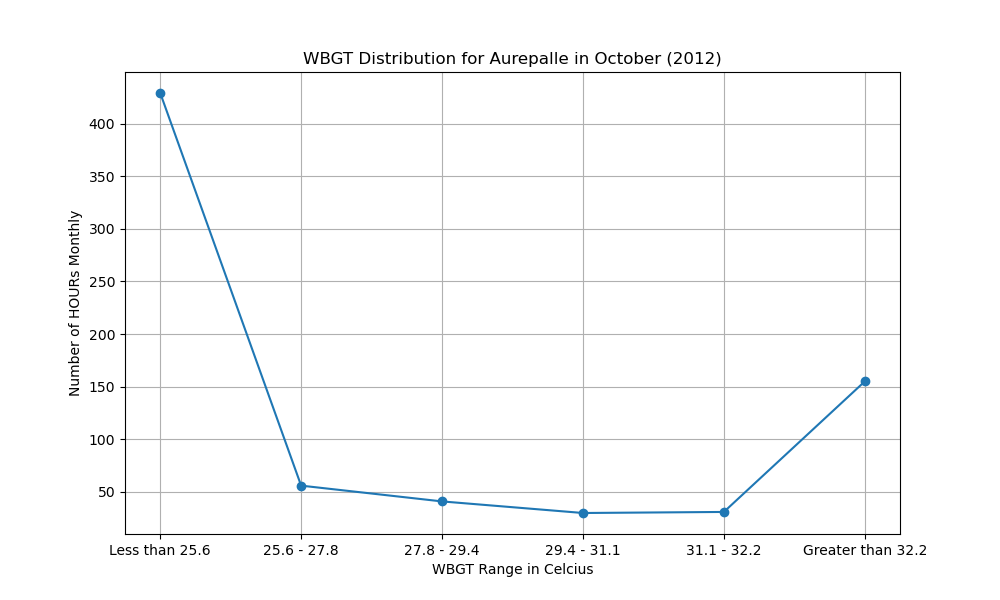 WBGT Distribution for Aurepalle in October (2012)
Number of HOURs Monthly
400
350
300
250
200
150
100
50
Less than 25.6
25.6 - 27.8
27.8 - 29.4
29.4 - 31.1
31.1 - 32.2
Greater than 32.2
WBGT Range in Celcius